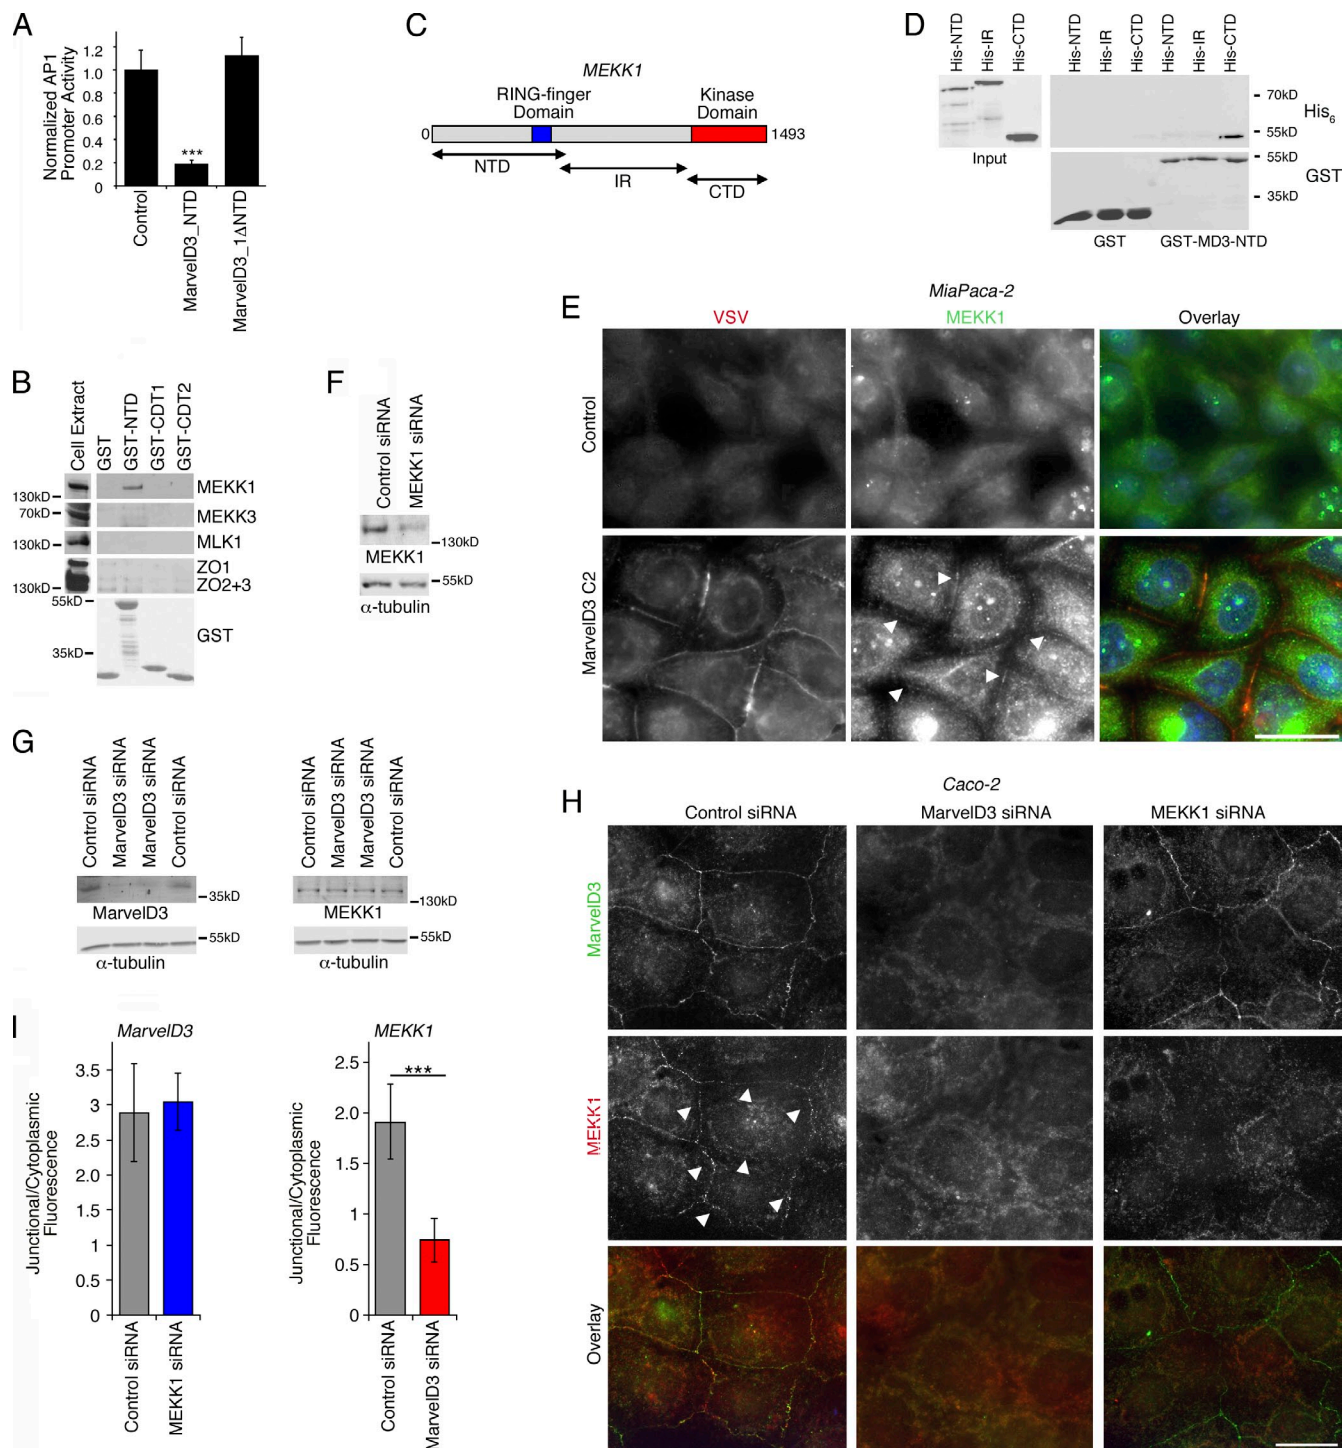 A
Normalized AP1
Promoter Activity
1.2
1.0
0.8
0.6
0.4
0.2
0
***
Control
MarvelD3_NTD
MarvelD3_1ΔNTD
B
Cell Extract
GST
GST-NTD
GST-CDT1
GST-CDT2
130kD
MEKK1
70kD
MEKK3
130kD
MLK1
ZO1
130kD
ZO2+3
55kD
GST
35kD
C
MEKK1
RING-finger
Domain
Kinase
Domain
0
1493
NTD
IR
CTD
D
His-NTD
His-IR
His-CTD
His-NTD
His-IR
His-CTD
His-NTD
His-IR
His-CTD
70kD
His6
55kD
Input
55kD
GST
35kD
GST
GST-MD3-NTD
E
MiaPaca-2
VSV
MEKK1
Overlay
Control
MarvelD3 C2
F
Control siRNA
MEKK1 siRNA
130kD
MEKK1
55kD
α-tubulin
G
Control siRNA
MarvelD3 siRNA
MarvelD3 siRNA
Control siRNA
35kD
MarvelD3
55kD
α-tubulin
Control siRNA
MarvelD3 siRNA
MarvelD3 siRNA
Control siRNA
130kD
MEKK1
55kD
α-tubulin
H
Caco-2
Control siRNA
MarvelD3 siRNA
MEKK1 siRNA
MarvelD3
MEKK1
Overlay
I
MarvelD3
Junctional/Cytoplasmic
Fluorescence
3.5
3
2.5
2
1.5
1
0.5
0
Control siRNA
MEKK1 siRNA
MEKK1
Junctional/Cytoplasmic
Fluorescence
2.5
2.0
1.5
1
0.5
0
***
Control siRNA
MarvelD3 siRNA